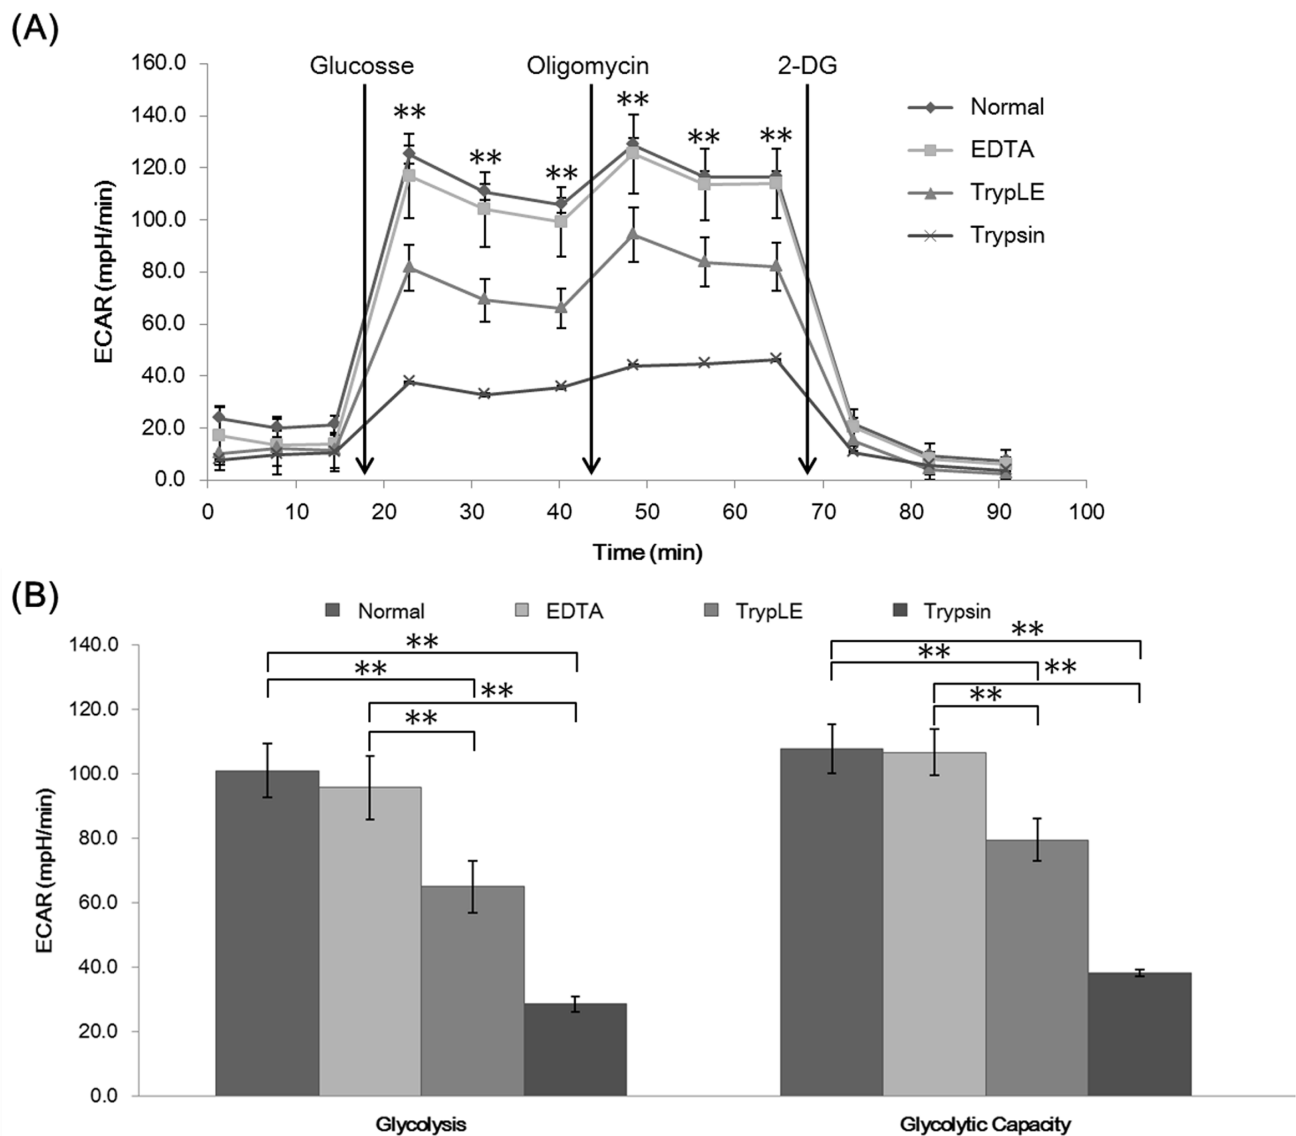 (A)
Glucosse Oligomycin 2-DG
160.0
140.0
120.0
100.0
80.0
60.0
40.0
20.0
0.0
ECAR (mpH/min)
** ** ** ** ** **
Normal
EDTA
TrypLE
Trypsin
0 10 20 30 40 50 60 70 80 90 100
Time (min)
(B)
Normal EDTA TrypLE Trypsin
140.0
120.0
100.0
80.0
60.0
40.0
20.0
0.0
ECAR (mpH/min)
**
**
**
**
**
**
**
**
Glycolysis Glycolytic Capacity